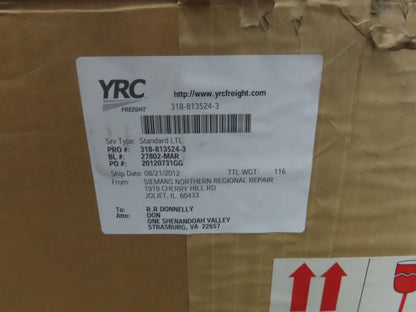 YRC
FREIGHT
http://www.yrcfreight.com
318-813524-3
Srv Type: Standard LTL
PRO #: 318-813524-3
BL #: 27802-MAR
PO #: 20120731GG
Ship Date: 08/21/2012 TTL WGT: 116
From: SIEMANS NORTHERN REGIONAL REPAIR
1919 CHERRY HILL RD
JOLIET, IL 60433
To: R.R DONNELLY
Attn: DON
ONE SHENANDOAH VALLEY
STRASBURG, VA 22657